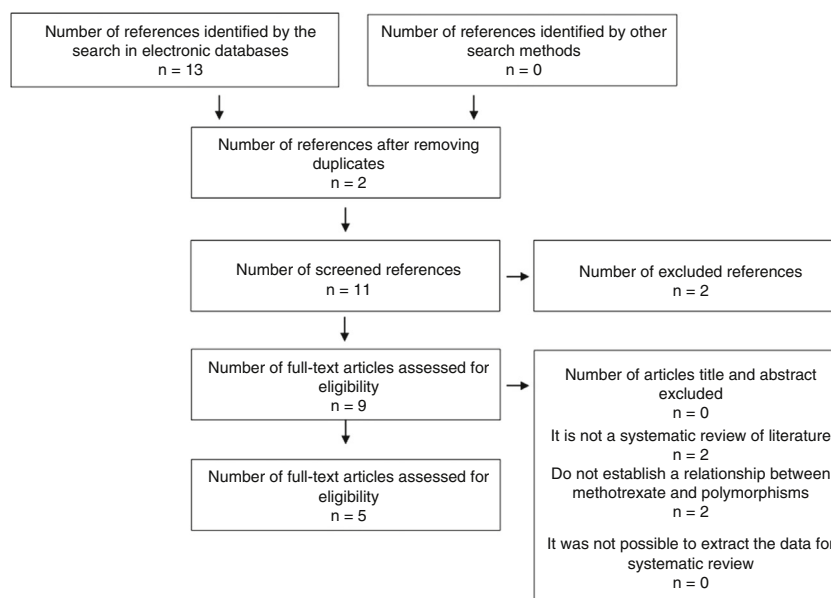 Number of references identified by the
search in electronic databases
n = 13
Number of references identified by other
search methods
n = 0
Number of references after removing
duplicates
n = 2
Number of screened references
n = 11
Number of excluded references
n = 2
Number of full-text articles assessed for
eligibility
n = 9
Number of articles title and abstract
excluded
n = 0
It is not a systematic review of literature
n = 2
Do not establish a relationship between
methotrexate and polymorphisms
n = 2
It was not possible to extract the data for
systematic review
n = 0
Number of full-text articles assessed for
eligibility
n = 5